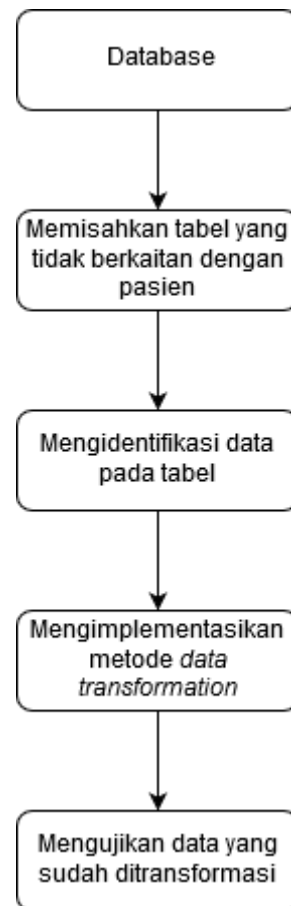 Database
Memisahkan tabel yang
tidak berkaitan dengan
pasien
Mengidentifikasi data
pada tabel
Mengimplementasikan
metode data
transformation
Mengujikan data yang
sudah ditransformasi